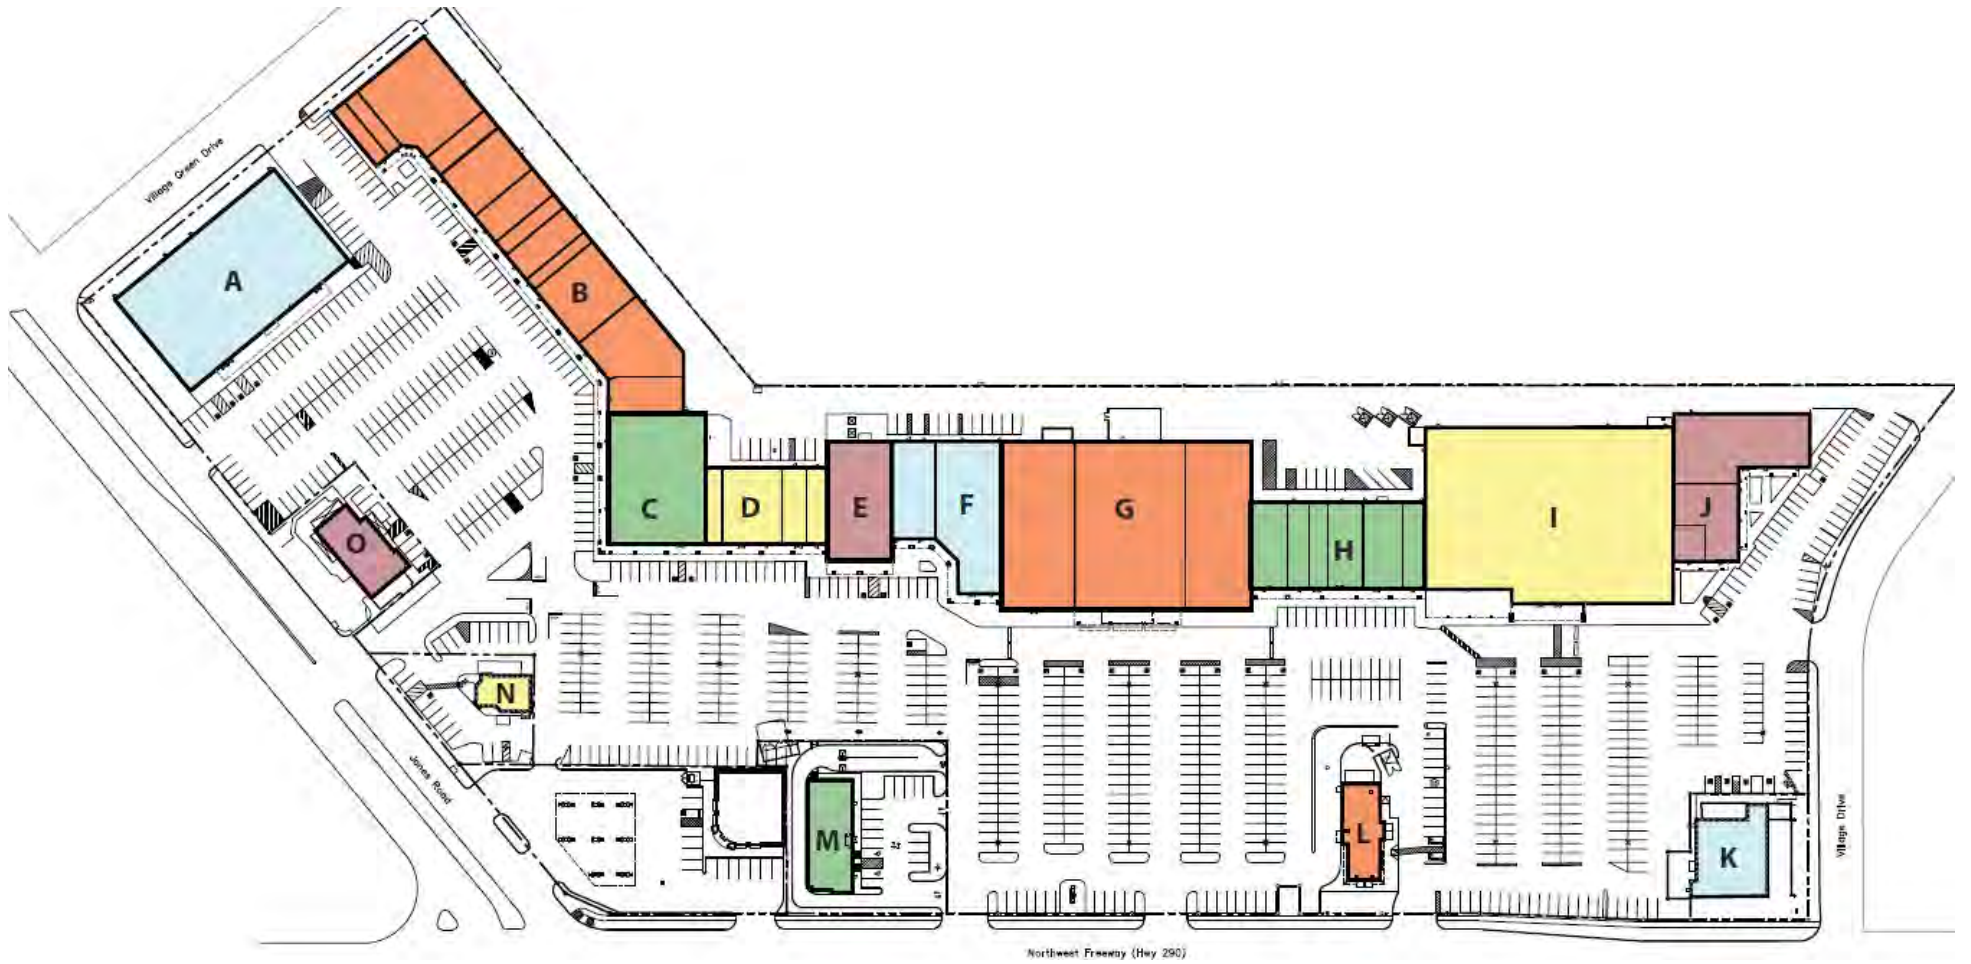 Village Green Drive
A
B
C
D
E
F
G
H
I
J
O
N
Jones Road
M
L
K
Village Drive
Northwest Freeway (Hwy 290)